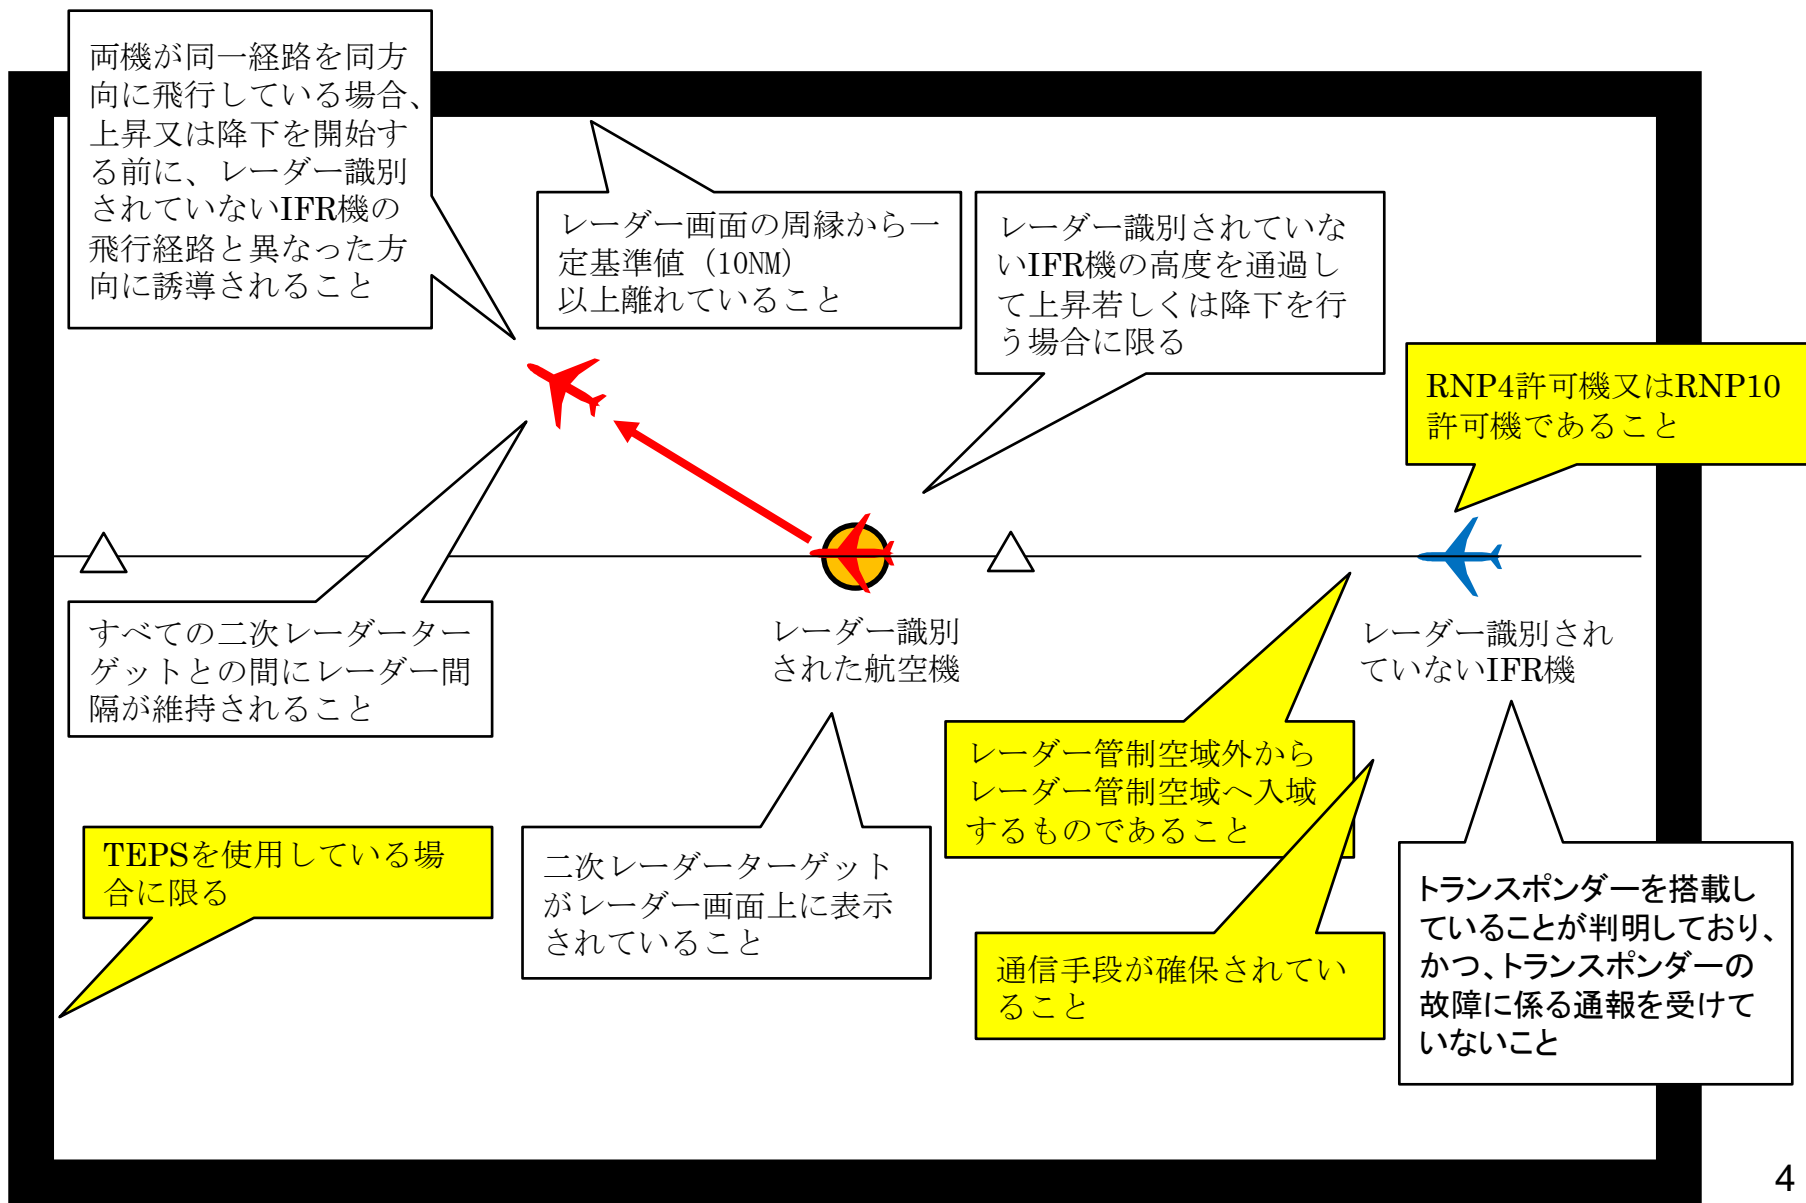 両機が同一経路を同方
向に飛行している場合、
上昇又は降下を開始す
る前に、レーダー識別
されていないIFR機の
飛行経路と異なった方
向に誘導されること
レーダー画面の周縁から一
定基準値（10NM）
以上離れていること
レーダー識別されていな
いIFR機の高度を通過し
て上昇若しくは降下を行
う場合に限る
RNP4許可機又はRNP10
許可機であること
すべての二次レーダーター
ゲットとの間にレーダー間
隔が維持されること
レーダー識別
された航空機
レーダー識別され
ていないIFR機
レーダー管制空域外から
レーダー管制空域へ入域
するものであること
TEPSを使用している場
合に限る
二次レーダーターゲット
がレーダー画面上に表示
されていること
通信手段が確保されてい
ること
トランスポンダーを搭載し
ていることが判明しており、
かつ、トランスポンダーの
故障に係る通報を受けて
いないこと
4